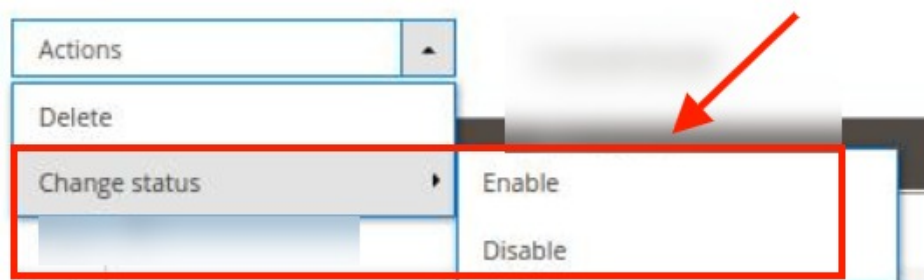 Actions
Delete
Change status
Enable
Disable